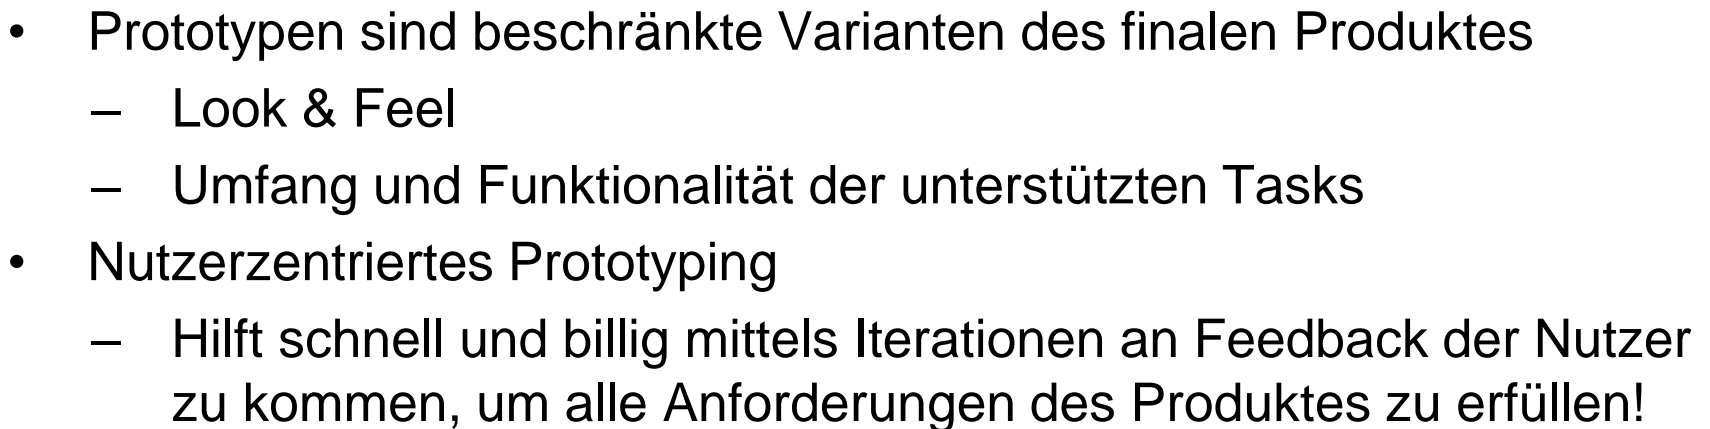 • Prototypen sind beschränkte Varianten des finalen Produktes
– Look & Feel
– Umfang und Funktionalität der unterstützten Tasks
• Nutzerzentriertes Prototyping
– Hilft schnell und billig mittels Iterationen an Feedback der Nutzer
zu kommen, um alle Anforderungen des Produktes zu erfüllen!